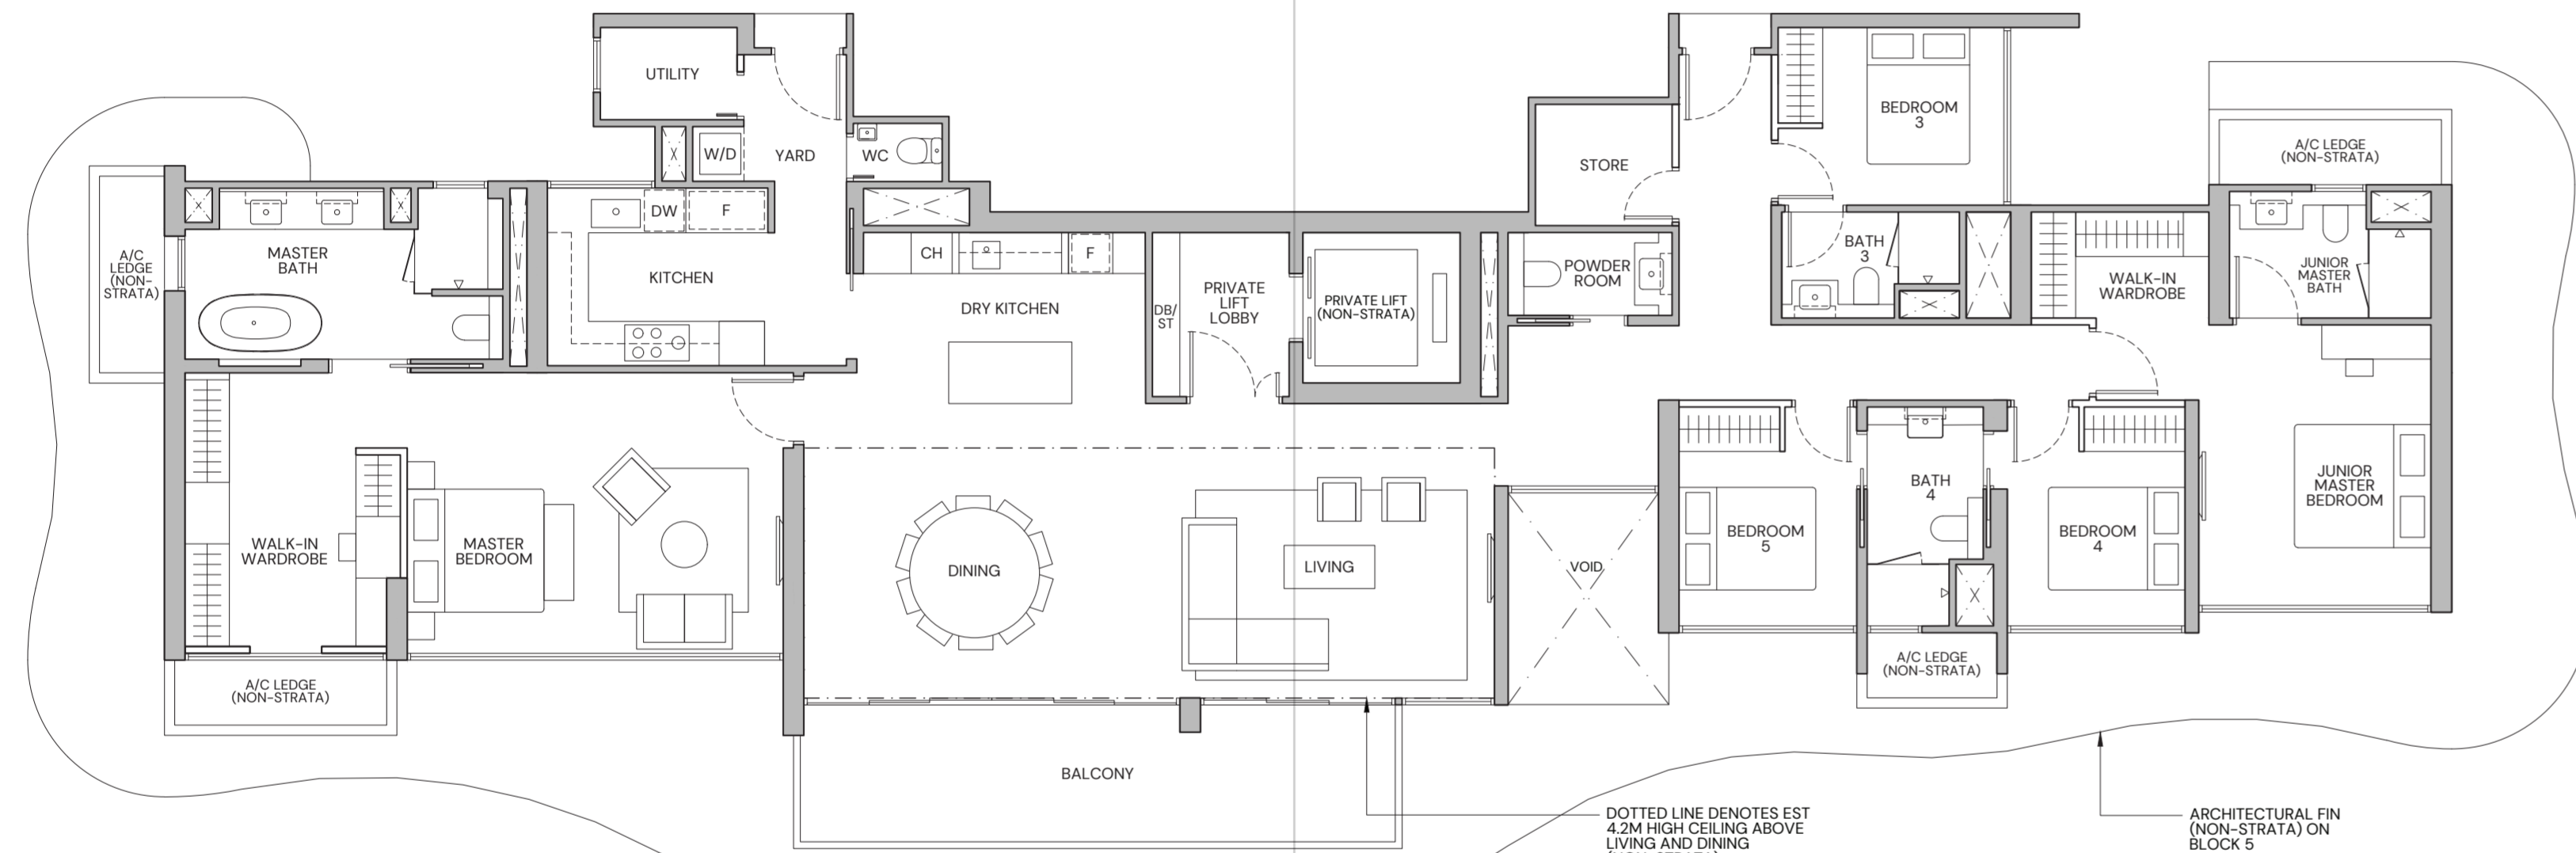 UTILITY
W/D
YARD
WC
A/C
LEDGE
(NON-
STRATA)
MASTER
BATH
DW
F
KITCHEN
CH
F
DRY KITCHEN
DB/
ST
PRIVATE
LIFT
LOBBY
PRIVATE LIFT
(NON-STRATA)
STORE
POWDER
ROOM
BEDROOM
3
BATH
3
WALK-IN
WARDROBE
A/C LEDGE
(NON-STRATA)
JUNIOR
MASTER
BATH
WALK-IN
WARDROBE
MASTER
BEDROOM
DINING
LIVING
VOID
BEDROOM
5
BATH
4
BEDROOM
4
JUNIOR
MASTER
BEDROOM
A/C LEDGE
(NON-STRATA)
A/C LEDGE
(NON-STRATA)
BALCONY
DOTTED LINE DENOTES EST
4.2M HIGH CEILING ABOVE
LIVING AND DINING
ARCHITECTURAL FIN
(NON-STRATA) ON
BLOCK 5